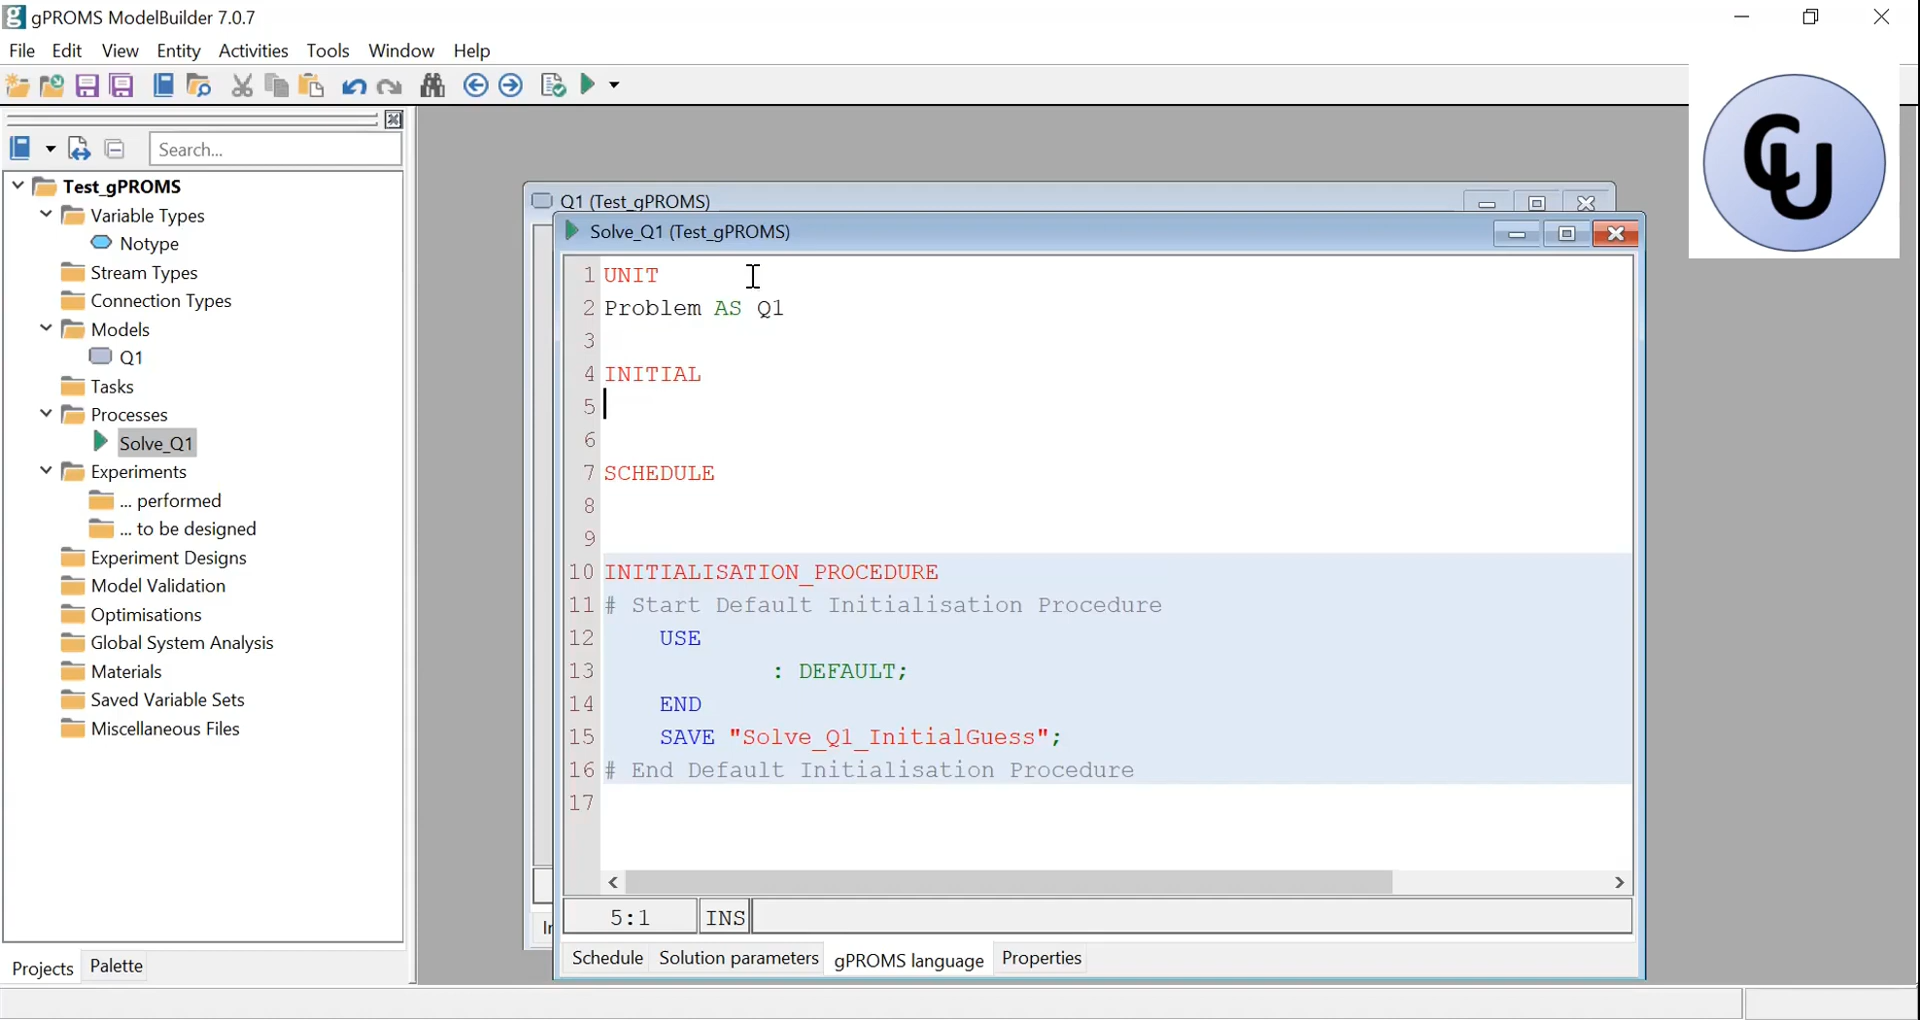 gPROMS ModelBuilder 7.0.7
File Edit View Entity Activities Tools Window Help
Search...
Test_gPROMS
Variable Types
Notype
Stream Types
Connection Types
Models
Q1
Tasks
Processes
Solve_Q1
Experiments
... performed
... to be designed
Experiment Designs
Model Validation
Optimisations
Global System Analysis
Materials
Saved Variable Sets
Miscellaneous Files
Projects Palette
Q1 (Test_gPROMS)
Solve_Q1 (Test_gPROMS)
1 UNIT
2 Problem AS Q1
3
4 INITIAL
5
6
7 SCHEDULE
8
9
10 INITIALISATION_PROCEDURE
11 # Start Default Initialisation Procedure
12 USE
13 : DEFAULT;
14 END
15 SAVE "Solve_Q1_InitialGuess";
16 # End Default Initialisation Procedure
17
5:1 INS
Schedule Solution parameters gPROMS language Properties
CU